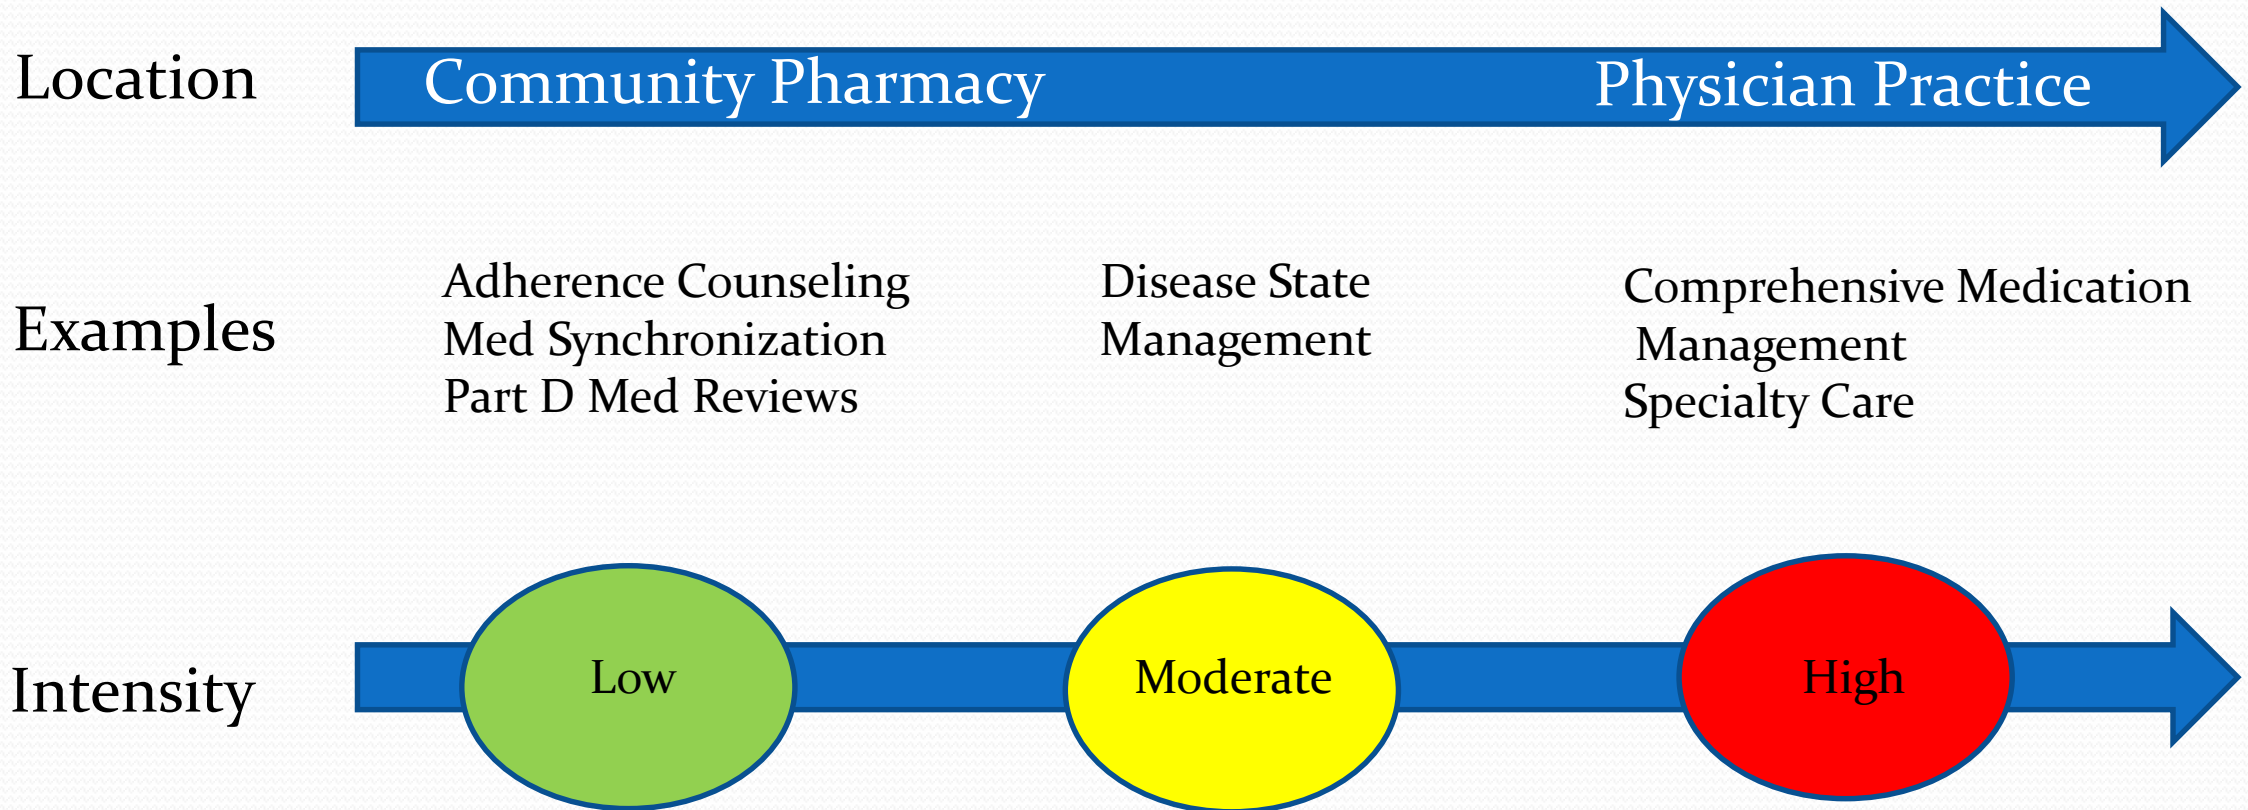 Location
Community Pharmacy
Physician Practice
Examples
Adherence Counseling
Med Synchronization
Part D Med Reviews
Disease State
Management
Comprehensive Medication
Management
Specialty Care
Intensity
Low
Moderate
High